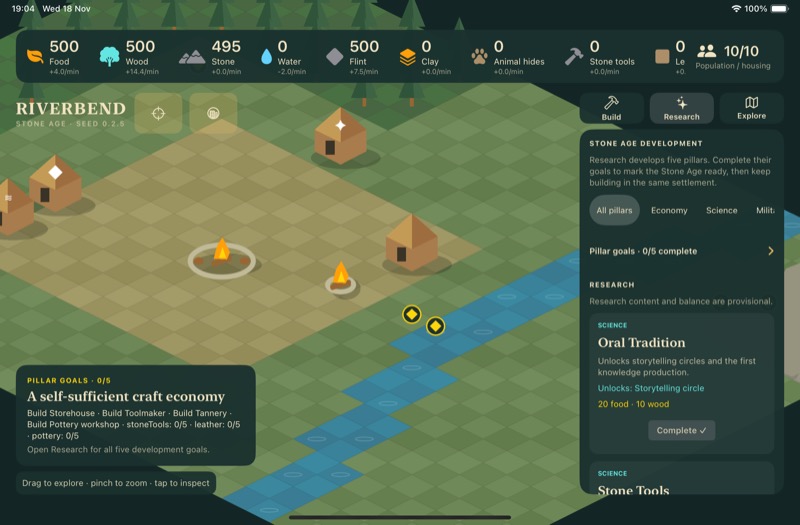 19:04 Wed 18 Nov
100%
500
Food
+4.0/min
500
Wood
+14.4/min
495
Stone
+0.0/min
0
Water
-2.0/min
500
Flint
+7.5/min
0
Clay
+0.0/min
0
Animal hides
+0.0/min
0
Stone tools
+0.0/min
0
Le
+0.
10/10
Population / housing
RIVERBEND
STONE AGE · SEED 0.2.5
Build
Research
Explore
STONE AGE DEVELOPMENT
Research develops five pillars. Complete their
goals to mark the Stone Age ready, then keep
building in the same settlement.
All pillars
Economy
Science
Milit
Pillar goals · 0/5 complete
RESEARCH
Research content and balance are provisional.
SCIENCE
Oral Tradition
Unlocks storytelling circles and the first
knowledge production.
Unlocks: Storytelling circle
20 food · 10 wood
Complete ✓
SCIENCE
Stone Tools
PILLAR GOALS · 0/5
A self-sufficient craft economy
Build Storehouse · Build Toolmaker · Build Tannery ·
Build Pottery workshop · stoneTools: 0/5 · leather: 0/5
· pottery: 0/5
Open Research for all five development goals.
Drag to explore · pinch to zoom · tap to inspect